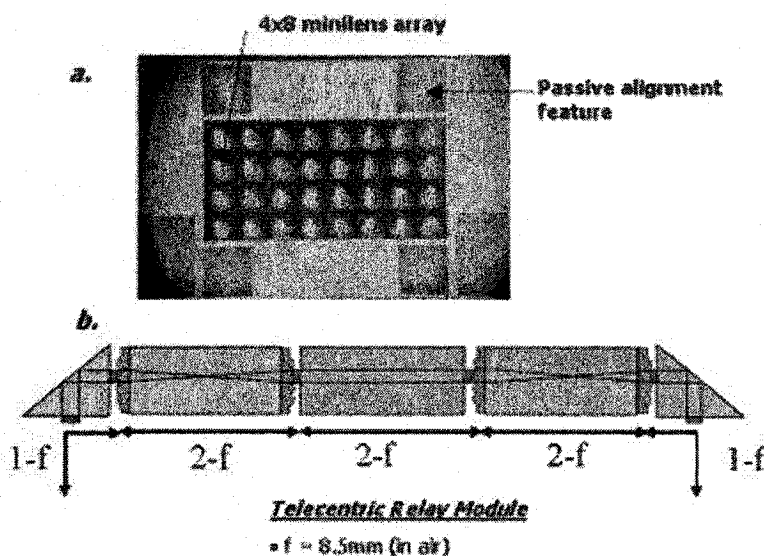 4x8 minilens array
a.
Passive alignment
feature
b.
1-f 2-f 2-f 2-f 1-f
Telecentric Relay Module
• f = 8.5mm (in air)